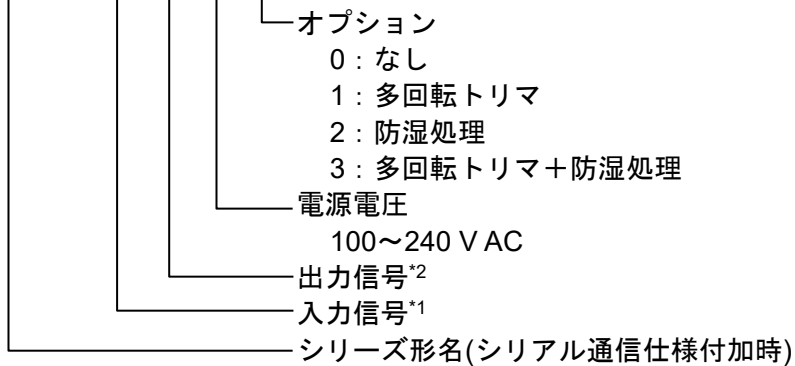 オプション
0：なし
1：多回転トリマ
2：防湿処理
3：多回転トリマ＋防湿処理
電源電圧
100～240 V AC
出力信号*2
入力信号*1
シリーズ形名(シリアル通信仕様付加時)